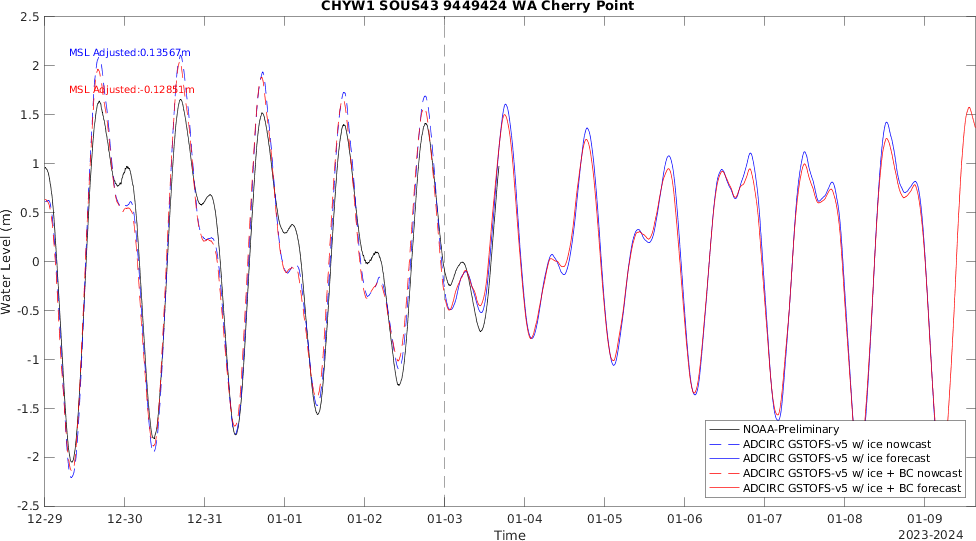 CHYW1 SOUS43 9449424 WA Cherry Point
2.5
2
1.5
1
0.5
0
-0.5
-1
-1.5
-2
-2.5
Water Level (m)
MSL Adjusted:0.13567m
MSL Adjusted:-0.12851m
NOAA-Preliminary
ADCIRC GSTOFS-v5 w/ ice nowcast
ADCIRC GSTOFS-v5 w/ ice forecast
ADCIRC GSTOFS-v5 w/ ice + BC nowcast
ADCIRC GSTOFS-v5 w/ ice + BC forecast
12-29 12-30 12-31 01-01 01-02 01-03 01-04 01-05 01-06 01-07 01-08 01-09
Time
2023-2024